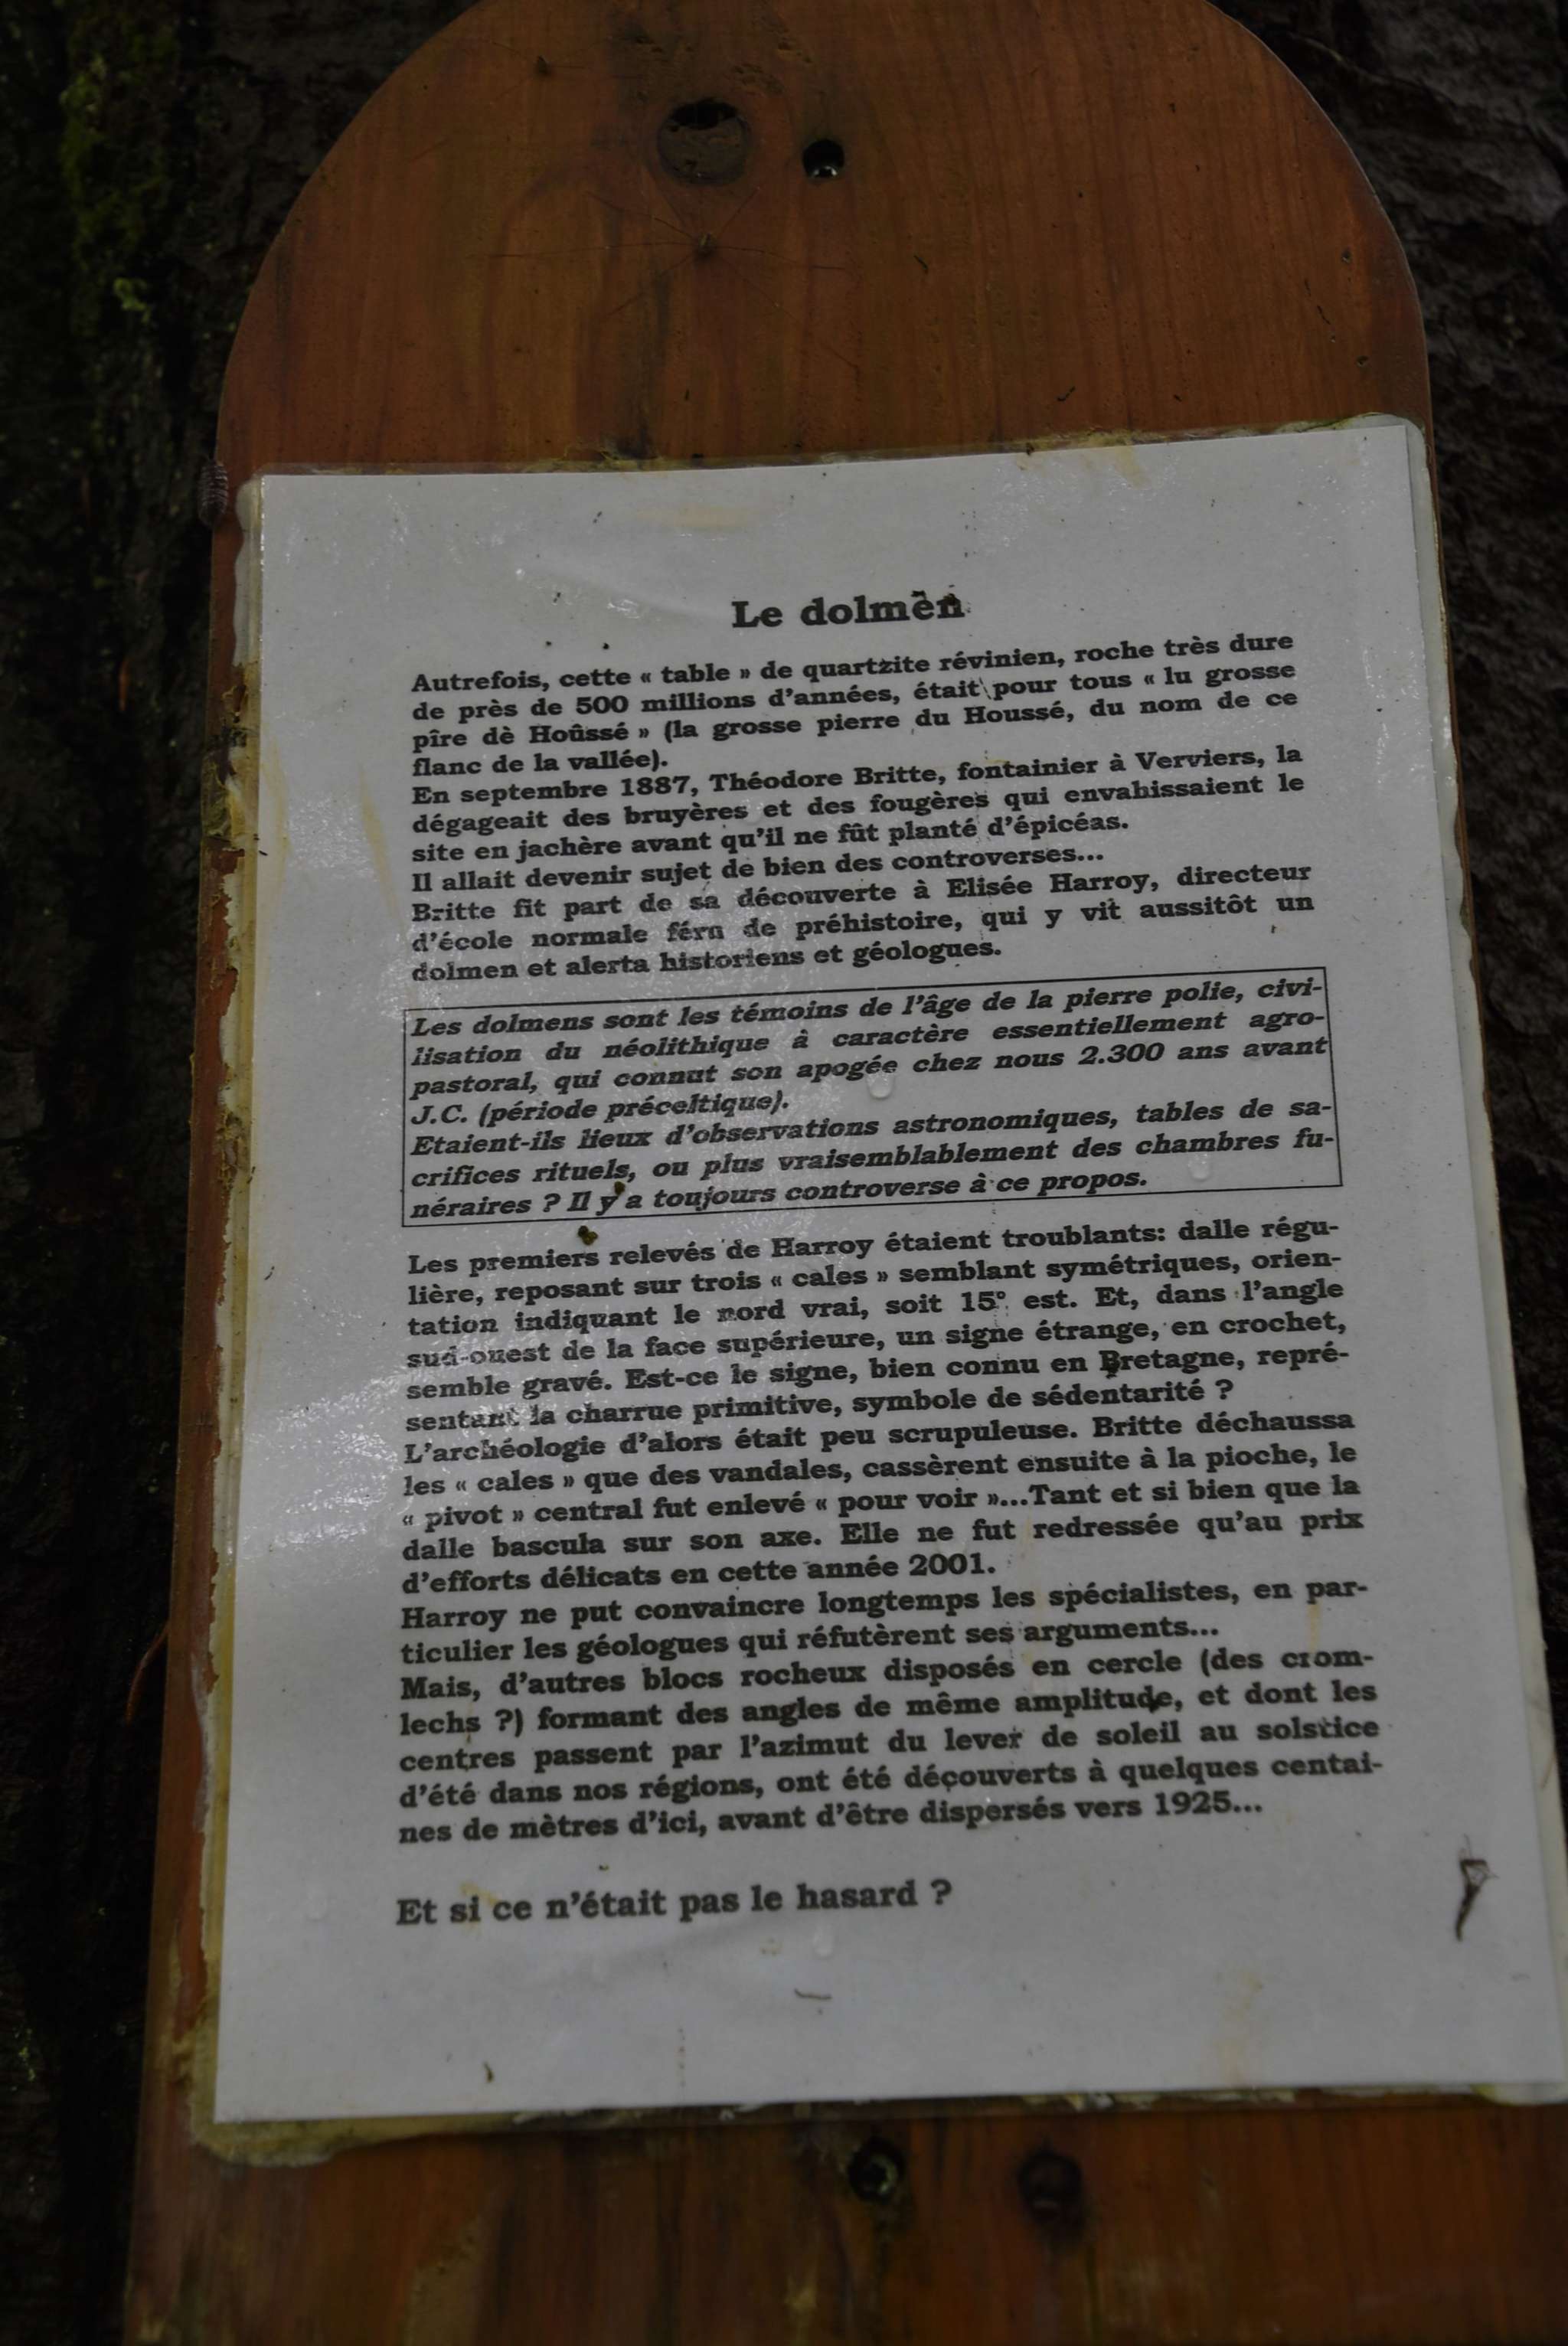 Le dolmen
Autrefois, cette « table » de quartzite révinien, roche très dure
de près de 500 millions d'années, était pour tous « lu grosse
pîre dè Hoûssé » (la grosse pierre du Houssé, du nom de ce
flanc de la vallée).
En septembre 1887, Théodore Britte, fontainier à Verviers, la
dégageait des bruyères et des fougères qui envahissaient le
site en jachère avant qu'il ne fût planté d'épicéas.
Il allait devenir sujet de bien des controverses...
Britte fit part de sa découverte à Elisée Harroy, directeur
d'école normale féru de préhistoire, qui y vit aussitôt un
dolmen et alerta historiens et géologues.
Les dolmens sont les témoins de l'âge de la pierre polie, civi-
lisation du néolithique à caractère essentiellement agro-
pastoral, qui connut son apogée chez nous 2.300 ans avant
J.C. (période préceltique).
Etaient-ils lieux d'observations astronomiques, tables de sa-
crifices rituels, ou plus vraisemblablement des chambres fu-
néraires ? Il y a toujours controverse à ce propos.
Les premiers relevés de Harroy étaient troublants: dalle régu-
lière, reposant sur trois « cales » semblant symétriques, orien-
tation indiquant le nord vrai, soit 15° est. Et, dans l'angle
sud-ouest de la face supérieure, un signe étrange, en crochet,
semble gravé. Est-ce le signe, bien connu en Bretagne, repré-
sentant la charrue primitive, symbole de sédentarité ?
L'archéologie d'alors était peu scrupuleuse. Britte déchaussa
les « cales » que des vandales, cassèrent ensuite à la pioche, le
« pivot » central fut enlevé « pour voir »...Tant et si bien que la
dalle bascula sur son axe. Elle ne fut redressée qu'au prix
d'efforts délicats en cette année 2001.
Harroy ne put convaincre longtemps les spécialistes, en par-
ticulier les géologues qui réfutèrent ses arguments...
Mais, d'autres blocs rocheux disposés en cercle (des crom-
lechs ?) formant des angles de même amplitude, et dont les
centres passent par l'azimut du lever de soleil au solstice
d'été dans nos régions, ont été découverts à quelques centai-
nes de mètres d'ici, avant d'être dispersés vers 1925...
Et si ce n'était pas le hasard ?